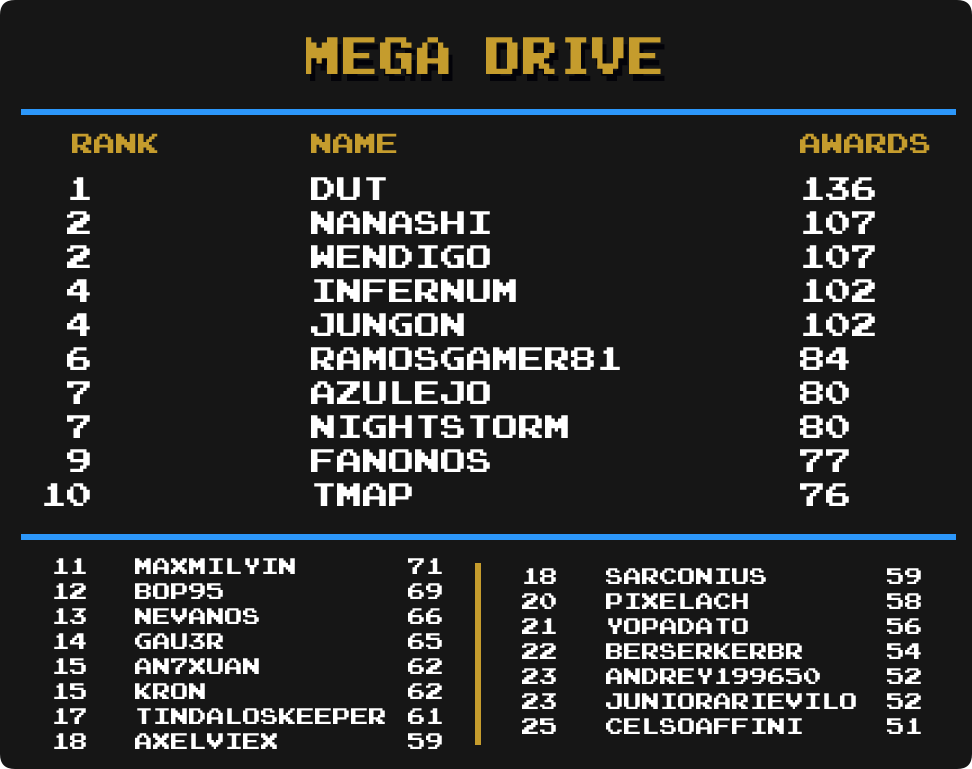 MEGA DRIVE
RANK NAME AWARDS
1 DUT 136
2 NANASHI 107
2 WENDIGO 107
4 INFERNUM 102
4 JUNGON 102
6 RAMOSGAMER81 84
7 AZULEJO 80
7 NIGHTSTORM 80
9 FANONOS 77
10 TMAP 76
11 MAXMILYIN 71
12 BOP95 69
13 NEVANOS 66
14 GAU3R 65
15 AN7XUAN 62
15 KRON 62
17 TINDALOSKEEPER 61
18 AXELVIEX 59
18 SARCONIUS 59
20 PIXELACH 58
21 YOPADATO 56
22 BERSERKERBR 54
23 ANDREY199650 52
23 JUNIORARIEVILO 52
25 CELSOAFFINI 51